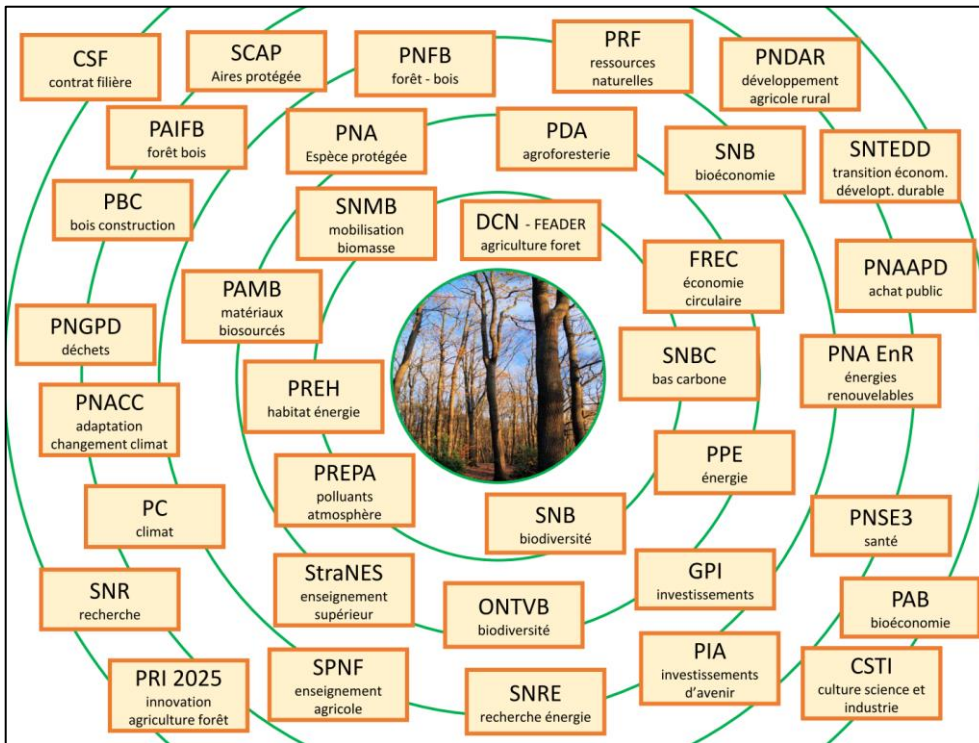 CSF
contrat filière
SCAP
Aires protégée
PNFB
forêt - bois
PRF
ressources
naturelles
PNDAR
développement
agricole rural
PAIFB
forêt bois
PNA
Espèce protégée
PDA
agroforesterie
SNB
bioéconomie
SNTEDD
transition économ.
dévelopt. durable
PBC
bois construction
SNMB
mobilisation
biomasse
DCN - FEADER
agriculture foret
FREC
économie
circulaire
PNAAPD
achat public
PAMB
matériaux
biosourcés
PNGPD
déchets
SNBC
bas carbone
PNA EnR
énergies
renouvelables
PREH
habitat énergie
PNACC
adaptation
changement climat
PPE
énergie
PREPA
polluants
atmosphère
PC
climat
SNB
biodiversité
PNSE3
santé
StraNES
enseignement
supérieur
GPI
investissements
SNR
recherche
ONTVB
biodiversité
PAB
bioéconomie
PIA
investissements
d'avenir
CSTI
culture science et
industrie
PRI 2025
innovation
agriculture forêt
SPNF
enseignement
agricole
SNRE
recherche énergie